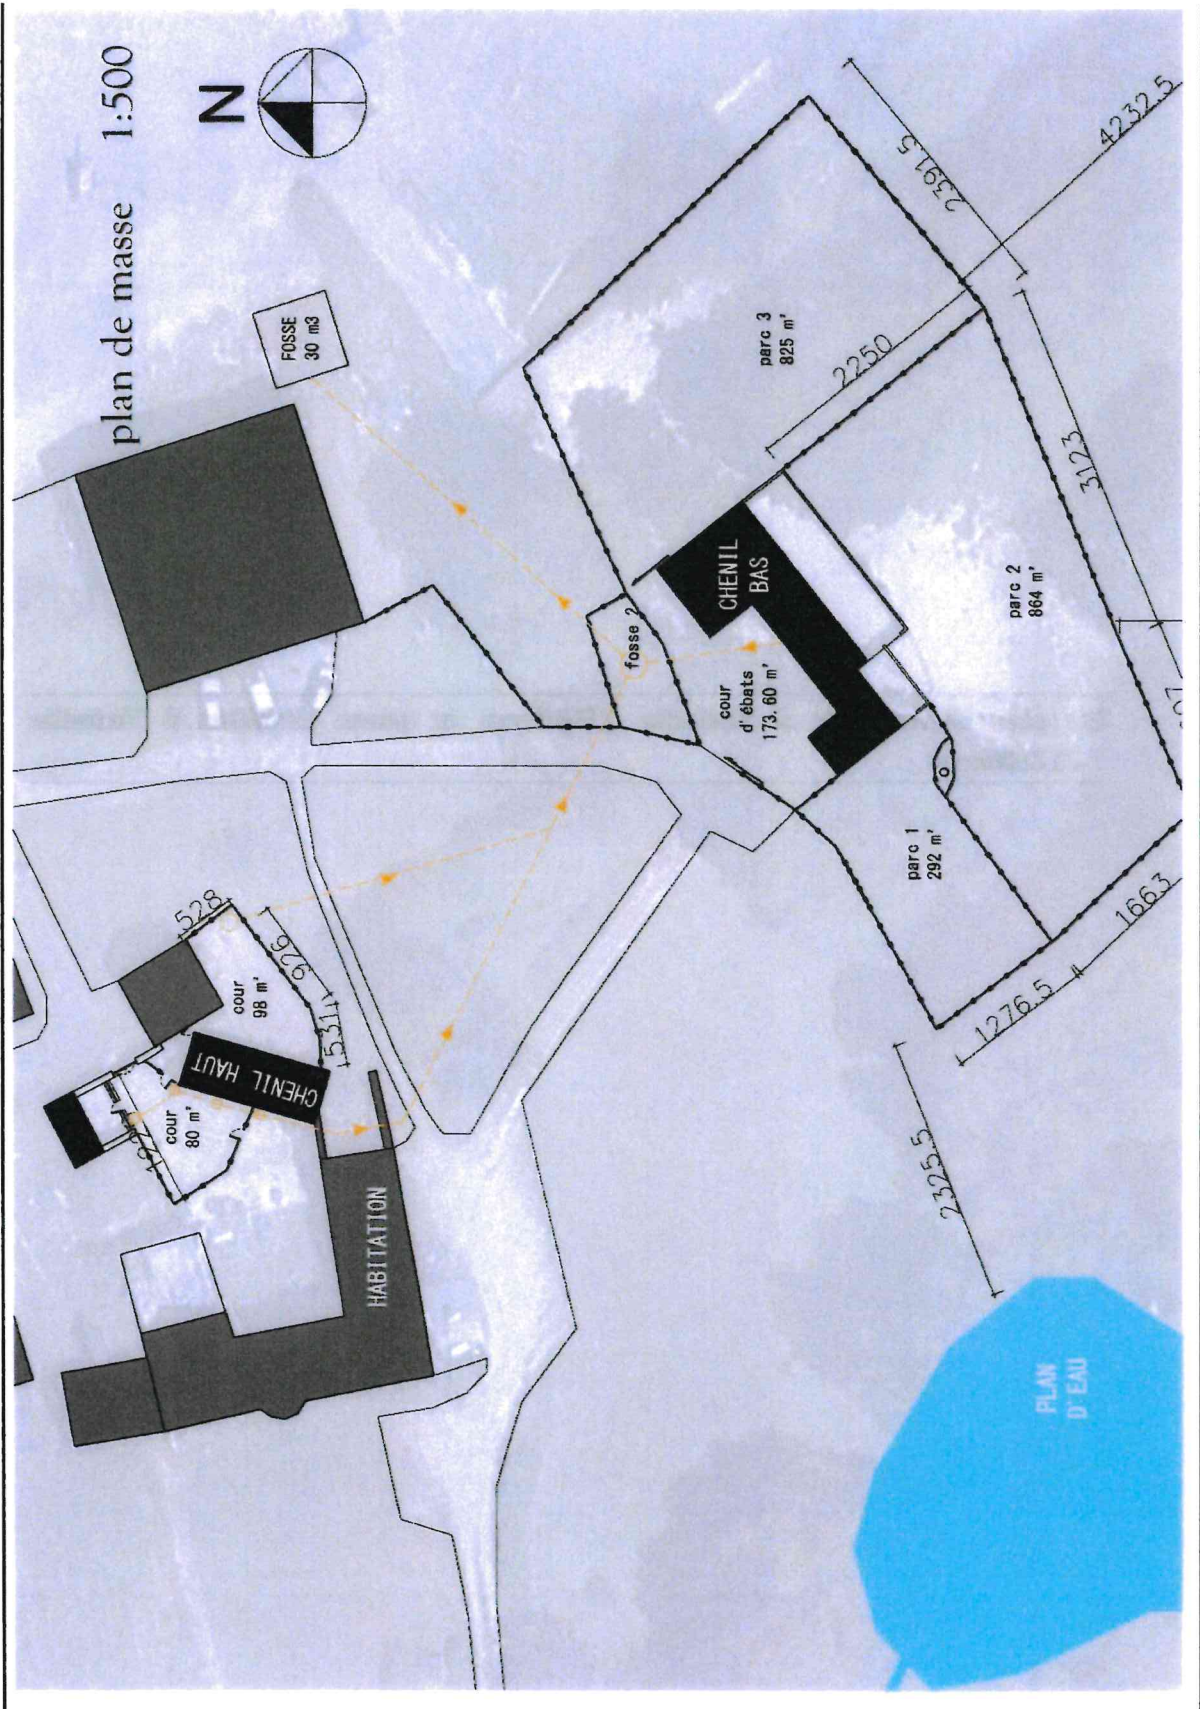 plan de masse 1:500
N
FOSSE
30 m3
parc 3
825 m²
2391.5
4232.5
2250
3123
CHENIL
BAS
fosse 2
cour
d'ébats
173.60 m²
parc 2
864 m²
parc 1
292 m²
1663
1276.5
2325.5
528
926
531
cour
98 m²
CHENIL HAUT
cour
80 m²
HABITATION
PLAN
D'EAU